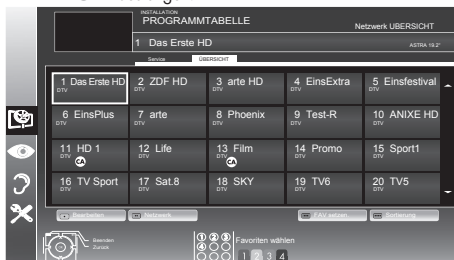 INSTALLATION
PROGRAMMTABELLE
Netzwerk UBERSICHT
1 Das Erste HD
ASTRA 19.2°
Service ÜBERSICHT
1 Das Erste HD 2 ZDF HD 3 arte HD 4 EinsExtra 5 Einsfestival
DTV DTV DTV DTV DTV
6 EinsPlus 7 arte 8 Phoenix 9 Test-R 10 ANIXE HD
DTV DTV DTV DTV DTV
11 HD 1 12 Life 13 Film 14 Promo 15 Sport1
DTV DTV DTV DTV DTV
CA CA
16 TV Sport 17 Sat.8 18 SKY 19 TV6 20 TV5
DTV DTV DTV DTV DTV
Bearbeiten Netzwerk FAV setzen Sortierung
Beenden
Zurück
Favoriten wählen
1 2 3 4